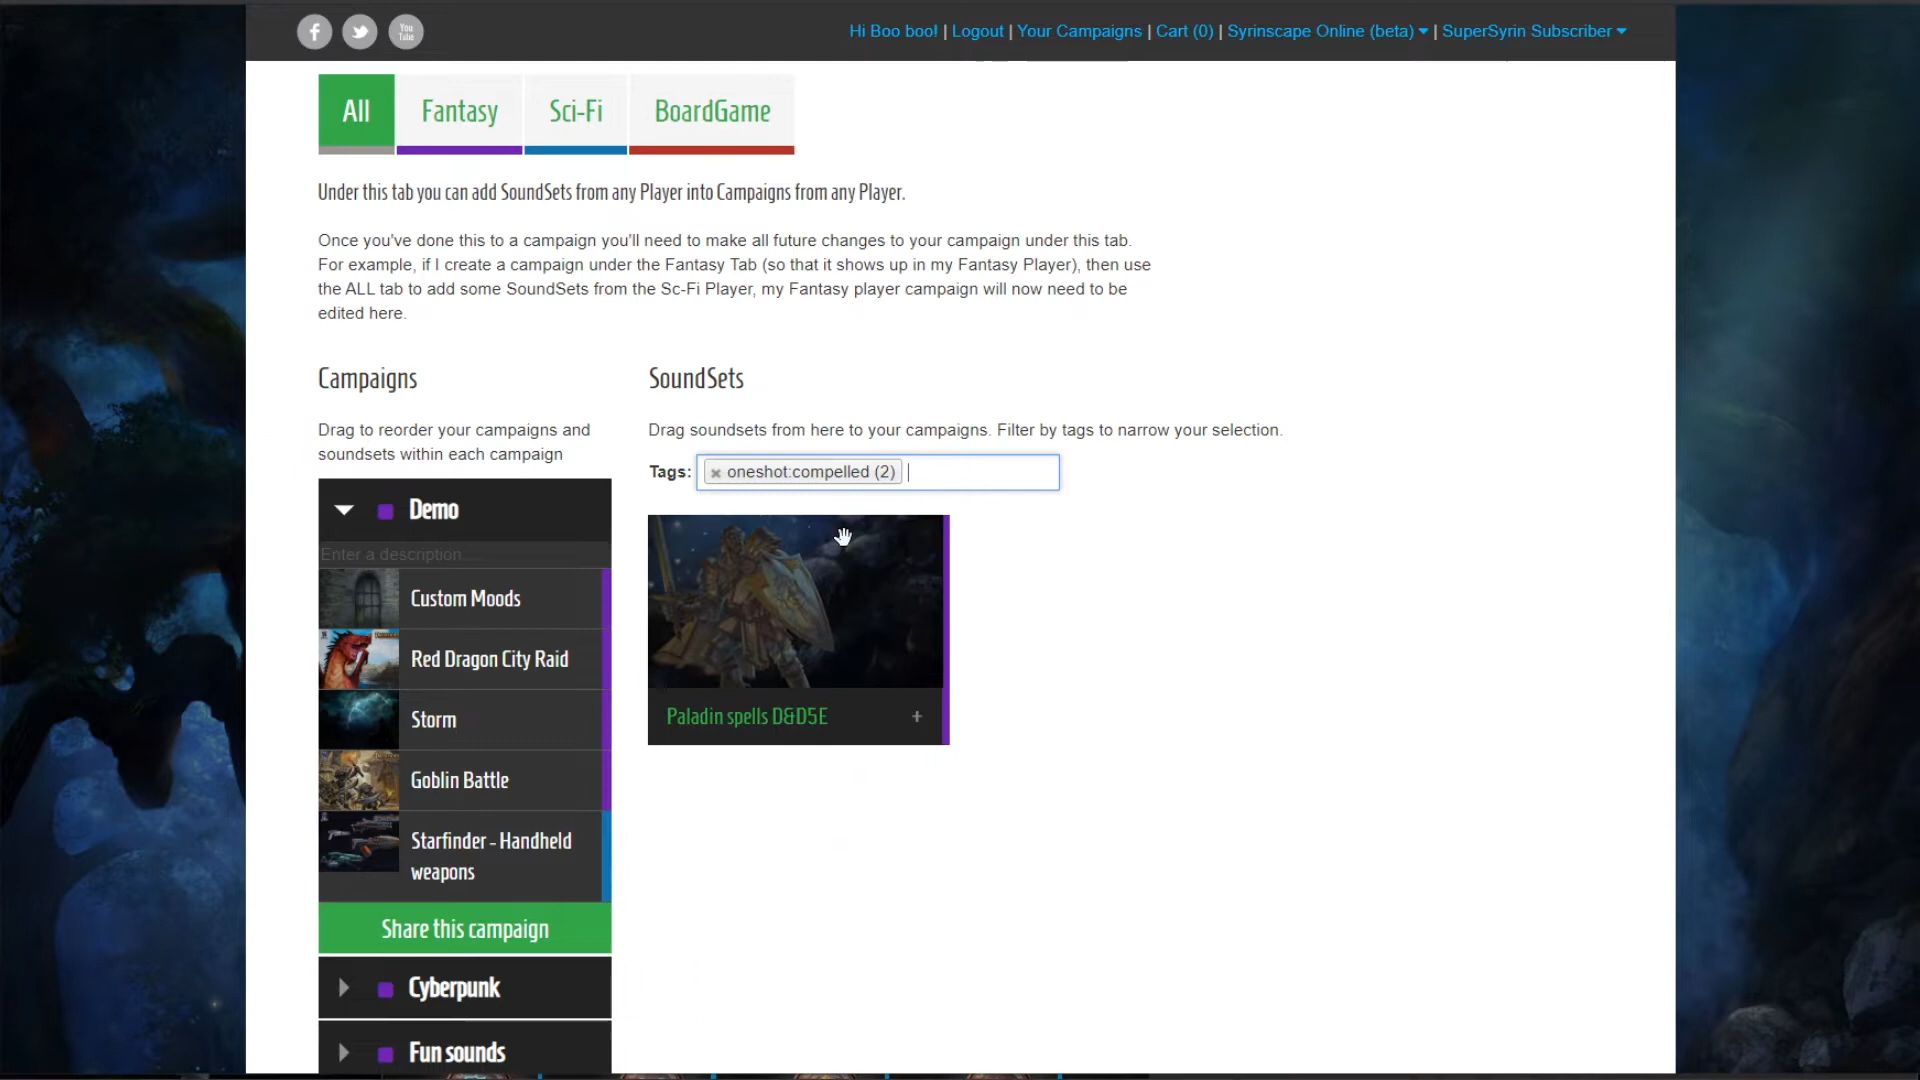 You Tube
Hi Boo boo! | Logout | Your Campaigns | Cart (0) | Syrinscape Online (beta) | SuperSyrin Subscriber
All Fantasy Sci-Fi BoardGame
Under this tab you can add SoundSets from any Player into Campaigns from any Player.
Once you've done this to a campaign you'll need to make all future changes to your campaign under this tab.
For example, if I create a campaign under the Fantasy Tab (so that it shows up in my Fantasy Player), then use
the ALL tab to add some SoundSets from the Sc-Fi Player, my Fantasy player campaign will now need to be
edited here.
Campaigns
Drag to reorder your campaigns and
soundsets within each campaign
Demo
Enter a description...
Custom Moods
Red Dragon City Raid
Storm
Goblin Battle
Starfinder - Handheld
weapons
Share this campaign
Cyberpunk
Fun sounds
SoundSets
Drag soundsets from here to your campaigns. Filter by tags to narrow your selection.
Tags: oneshot:compelled (2)
Paladin spells D&D5E +